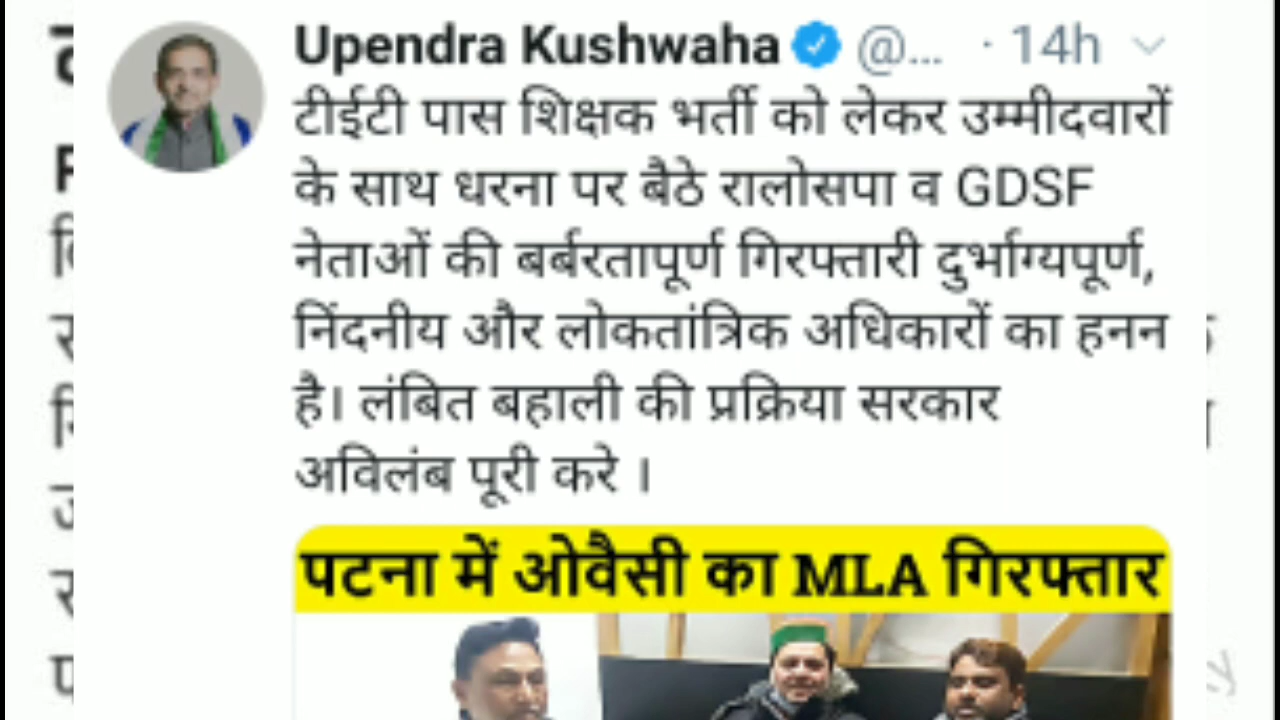 Upendra Kushwaha @... · 14h
टीईटी पास शिक्षक भर्ती को लेकर उम्मीदवारों
के साथ धरना पर बैठे रालोसपा व GDSF
नेताओं की बर्बरतापूर्ण गिरफ्तारी दुर्भाग्यपूर्ण,
निंदनीय और लोकतांत्रिक अधिकारों का हनन
है। लंबित बहाली की प्रक्रिया सरकार
अविलंब पूरी करे ।
पटना में ओवैसी का MLA गिरफ्तार